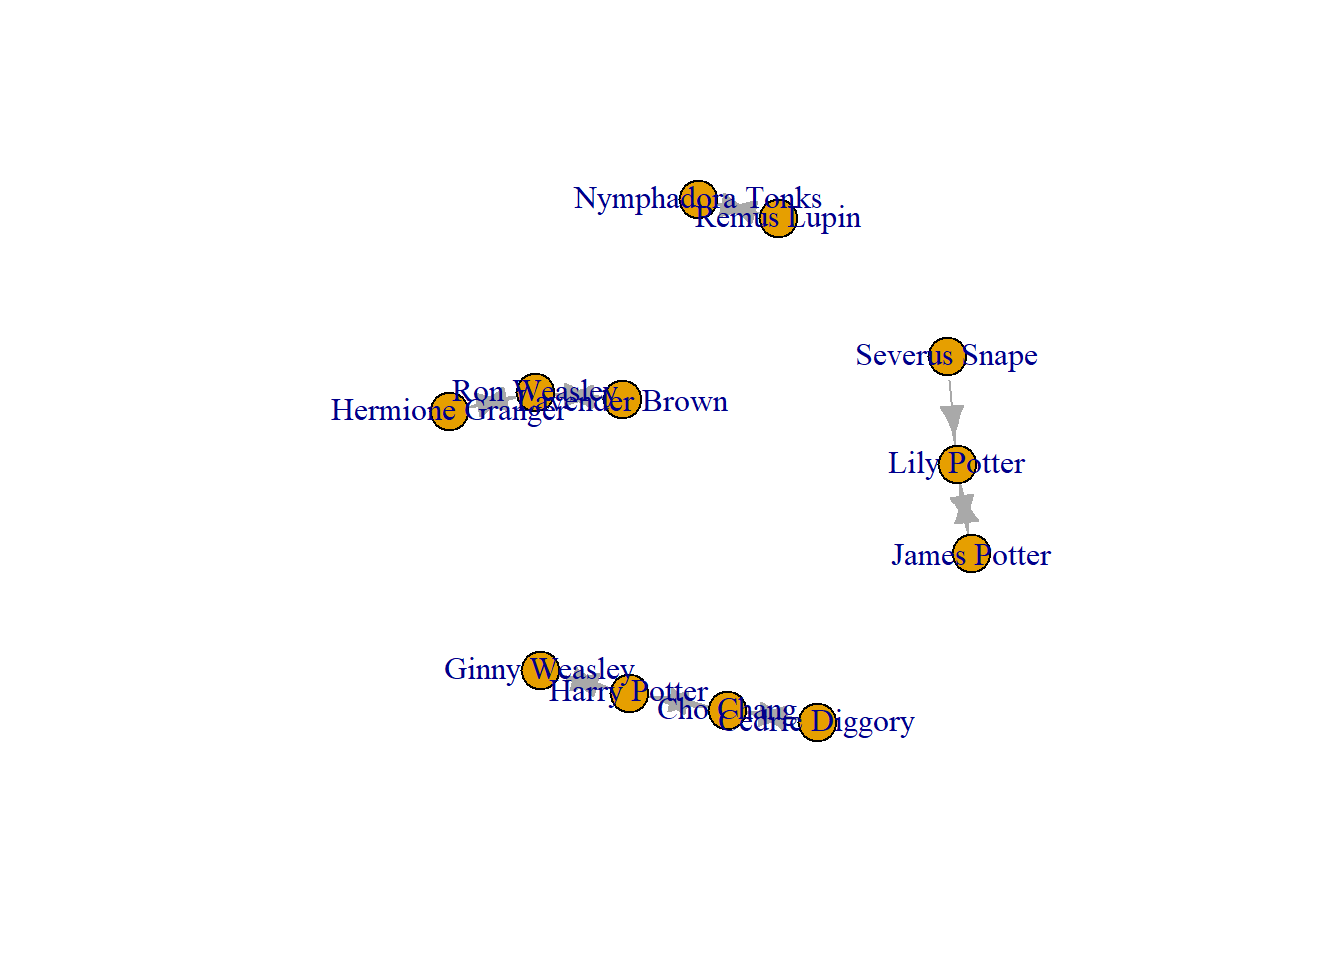 Nymphadora Tonks
Remus Lupin
Severus Snape
Ron Weasley
Lavender Brown
Hermione Granger
Lily Potter
James Potter
Ginny Weasley
Harry Potter
Cho Chang
Cedric Diggory